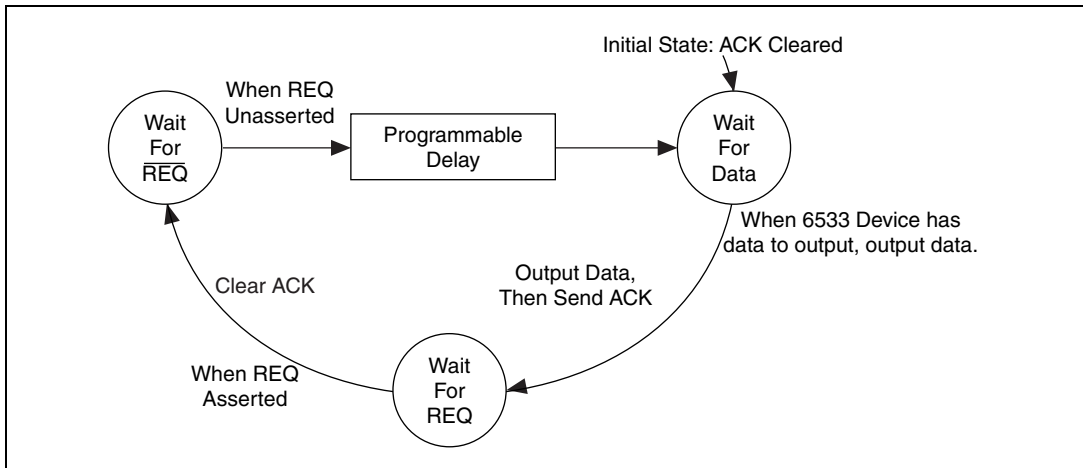 Initial State: ACK Cleared
When REQ
Unasserted
Wait
For
REQ
Programmable
Delay
Wait
For
Data
When 6533 Device has
data to output, output data.
Output Data,
Then Send ACK
Clear ACK
When REQ
Asserted
Wait
For
REQ